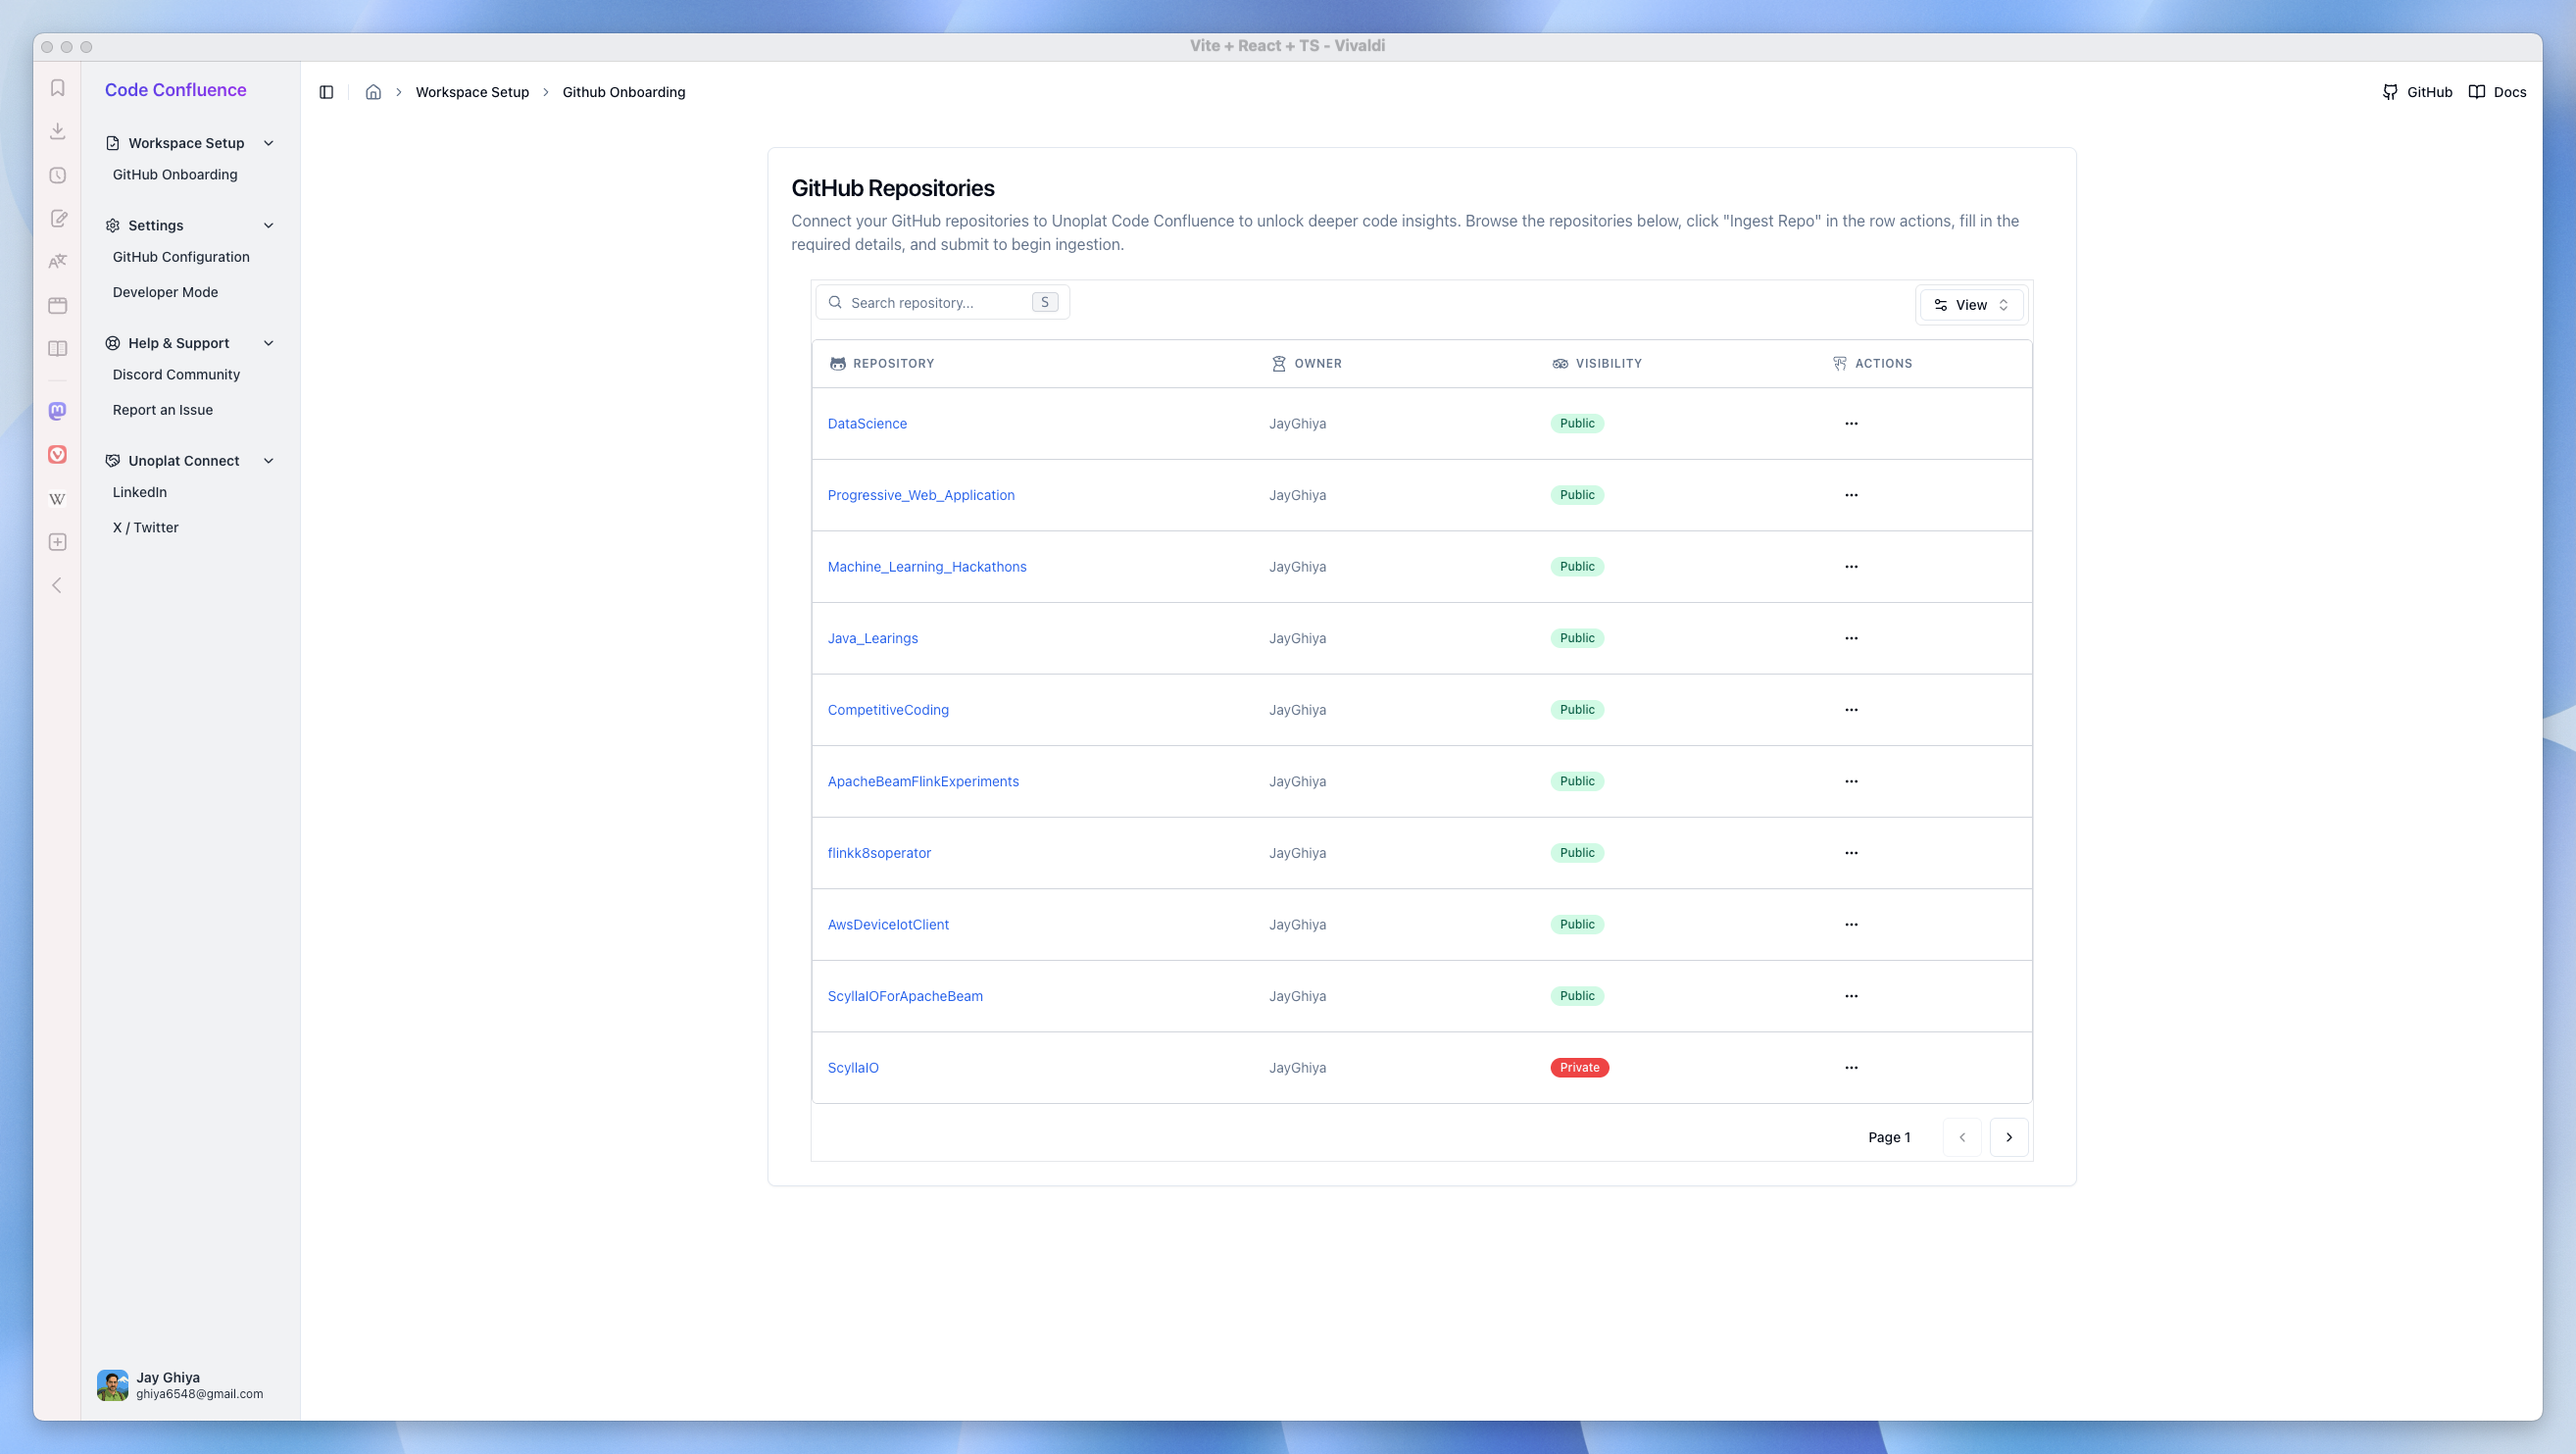 Vite + React + TS - Vivaldi
Code Confluence
Workspace Setup
GitHub Onboarding
Settings
GitHub Configuration
Developer Mode
Help & Support
Discord Community
Report an Issue
Unoplat Connect
LinkedIn
X / Twitter
W
Jay Ghiya
ghiya6548@gmail.com
Workspace Setup > Github Onboarding
GitHub Docs
GitHub Repositories
Connect your GitHub repositories to Unoplat Code Confluence to unlock deeper code insights. Browse the repositories below, click "Ingest Repo" in the row actions, fill in the
required details, and submit to begin ingestion.
Search repository... S View
REPOSITORY OWNER VISIBILITY ACTIONS
DataScience JayGhiya Public ...
Progressive_Web_Application JayGhiya Public ...
Machine_Learning_Hackathons JayGhiya Public ...
Java_Learings JayGhiya Public ...
CompetitiveCoding JayGhiya Public ...
ApacheBeamFlinkExperiments JayGhiya Public ...
flinkk8soperator JayGhiya Public ...
AwsDeviceIotClient JayGhiya Public ...
ScyllaIOForApacheBeam JayGhiya Public ...
ScyllaIO JayGhiya Private ...
Page 1